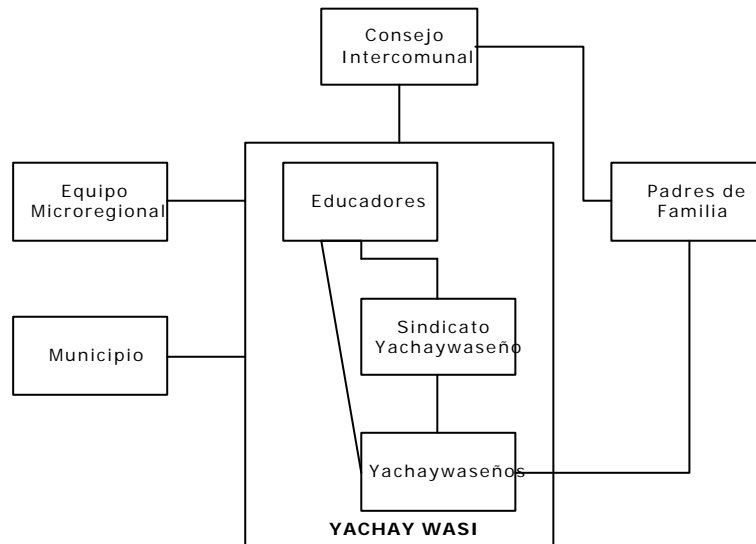 Consejo
Intercomunal
Equipo
Microregional
Educadores
Padres de
Familia
Municipio
Sindicato
Yachaywaseño
Yachaywaseños
YACHAY WASI